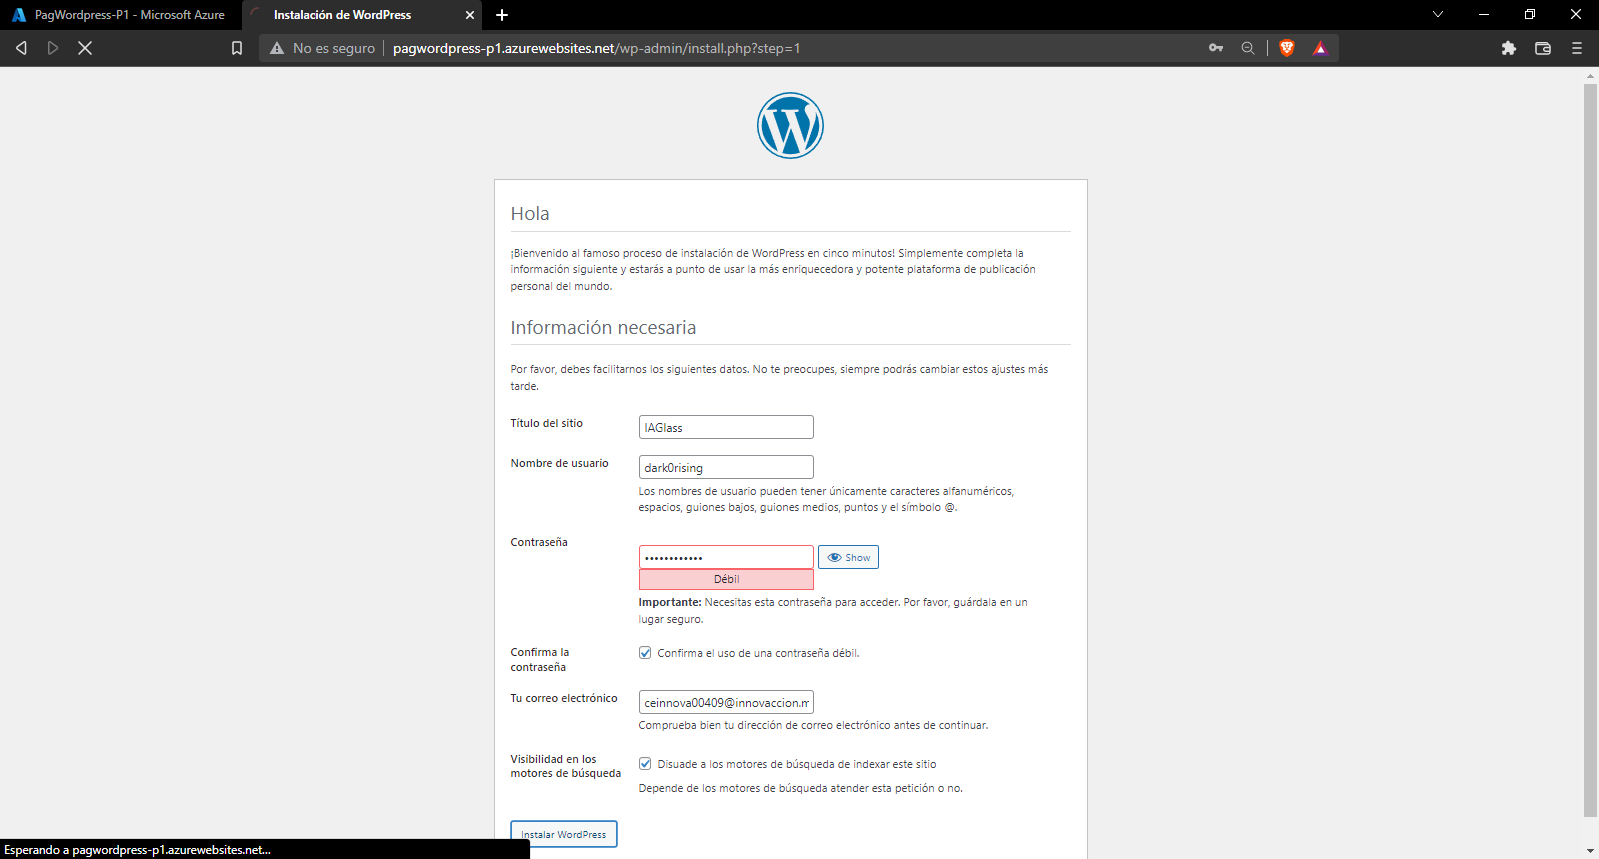 PagWordpress-P1 - Microsoft Azure
Instalación de WordPress
No es seguro
pagwordpress-p1.azurewebsites.net/wp-admin/install.php?step=1
Hola
¡Bienvenido al famoso proceso de instalación de WordPress en cinco minutos! Simplemente completa la
información siguiente y estarás a punto de usar la más enriquecedora y potente plataforma de publicación
personal del mundo.
Información necesaria
Por favor, debes facilitarnos los siguientes datos. No te preocupes, siempre podrás cambiar estos ajustes más
tarde.
Título del sitio
IAGlass
Nombre de usuario
dark0rising
Los nombres de usuario pueden tener únicamente caracteres alfanuméricos,
espacios, guiones bajos, guiones medios, puntos y el símbolo @.
Contraseña
••••••••••••
Show
Débil
Importante: Necesitas esta contraseña para acceder. Por favor, guárdala en un
lugar seguro.
Confirma la
contraseña
Confirma el uso de una contraseña débil.
Tu correo electrónico
ceinnova00409@innovaccion.m
Comprueba bien tu dirección de correo electrónico antes de continuar.
Visibilidad en los
motores de búsqueda
Disuade a los motores de búsqueda de indexar este sitio
Depende de los motores de búsqueda atender esta petición o no.
Instalar WordPress
Esperando a pagwordpress-p1.azurewebsites.net...